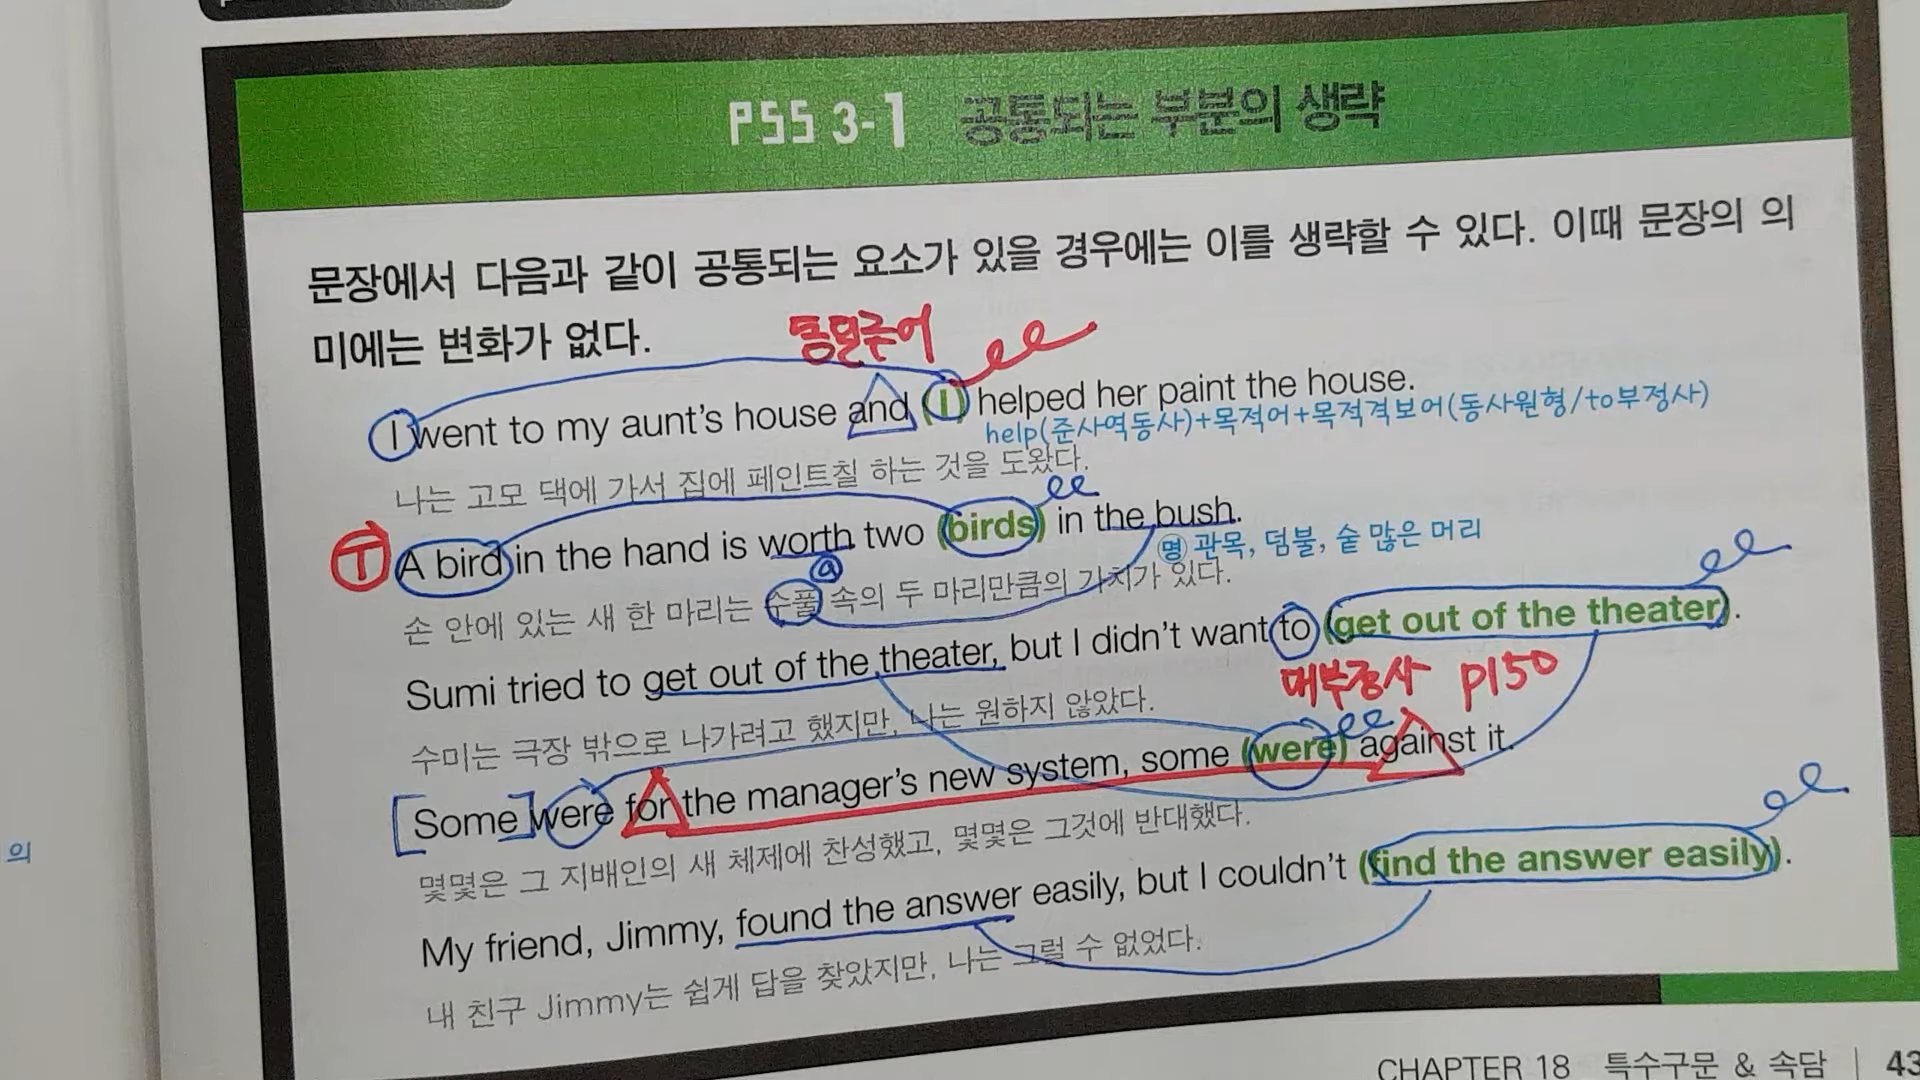 PSS 3-1 공통되는 부분의 생략
문장에서 다음과 같이 공통되는 요소가 있을 경우에는 이를 생략할 수 있다. 이때 문장의 의
미에는 변화가 없다.
동일주어
I went to my aunt's house and (I) helped her paint the house.
help(준사역동사)+목적어+목적격보어(동사원형/to부정사)
나는 고모 댁에 가서 집에 페인트칠 하는 것을 도왔다.
T A bird in the hand is worth two (birds) in the bush.
명 관목, 덤불, 숱 많은 머리
a
손 안에 있는 새 한 마리는 수풀 속의 두 마리만큼의 가치가 있다.
Sumi tried to get out of the theater, but I didn't want to (get out of the theater).
대부정사 P150
수미는 극장 밖으로 나가려고 했지만, 나는 원하지 않았다.
[Some] were for the manager's new system, some (were) against it.
몇몇은 그 지배인의 새 체제에 찬성했고, 몇몇은 그것에 반대했다.
의
My friend, Jimmy, found the answer easily, but I couldn't (find the answer easily).
내 친구 Jimmy는 쉽게 답을 찾았지만, 나는 그럴 수 없었다.
CHAPTER 18 특수구문 & 속담 | 43